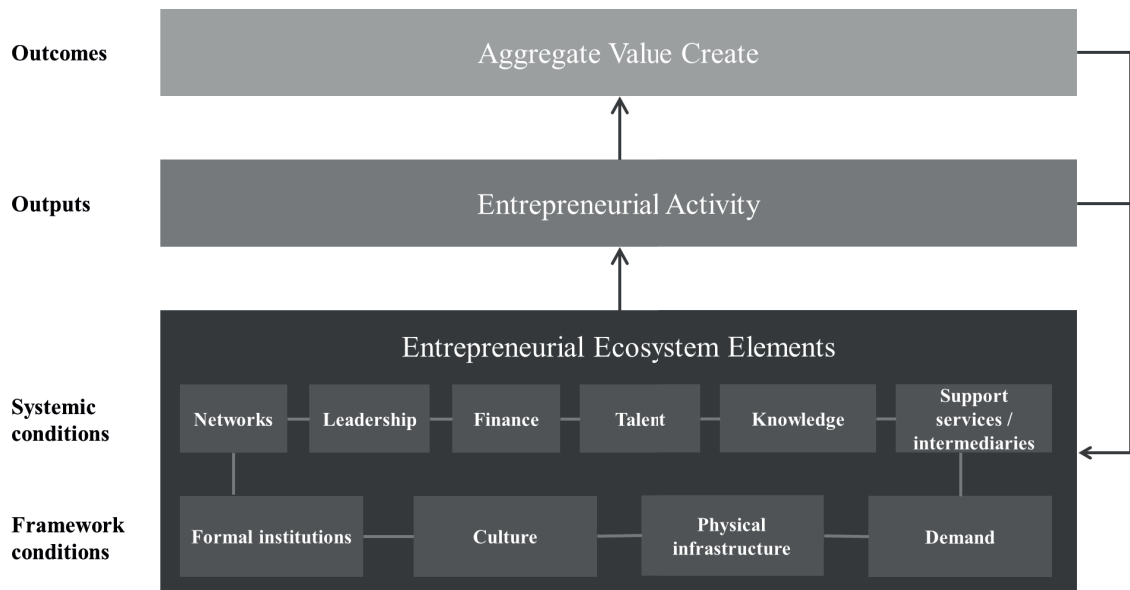 Outcomes
Aggregate Value Create
Outputs
Entrepreneurial Activity
Entrepreneurial Ecosystem Elements
Systemic
conditions
Networks
Leadership
Finance
Talent
Knowledge
Support
services /
intermediaries
Framework
conditions
Formal institutions
Culture
Physical
infrastructure
Demand